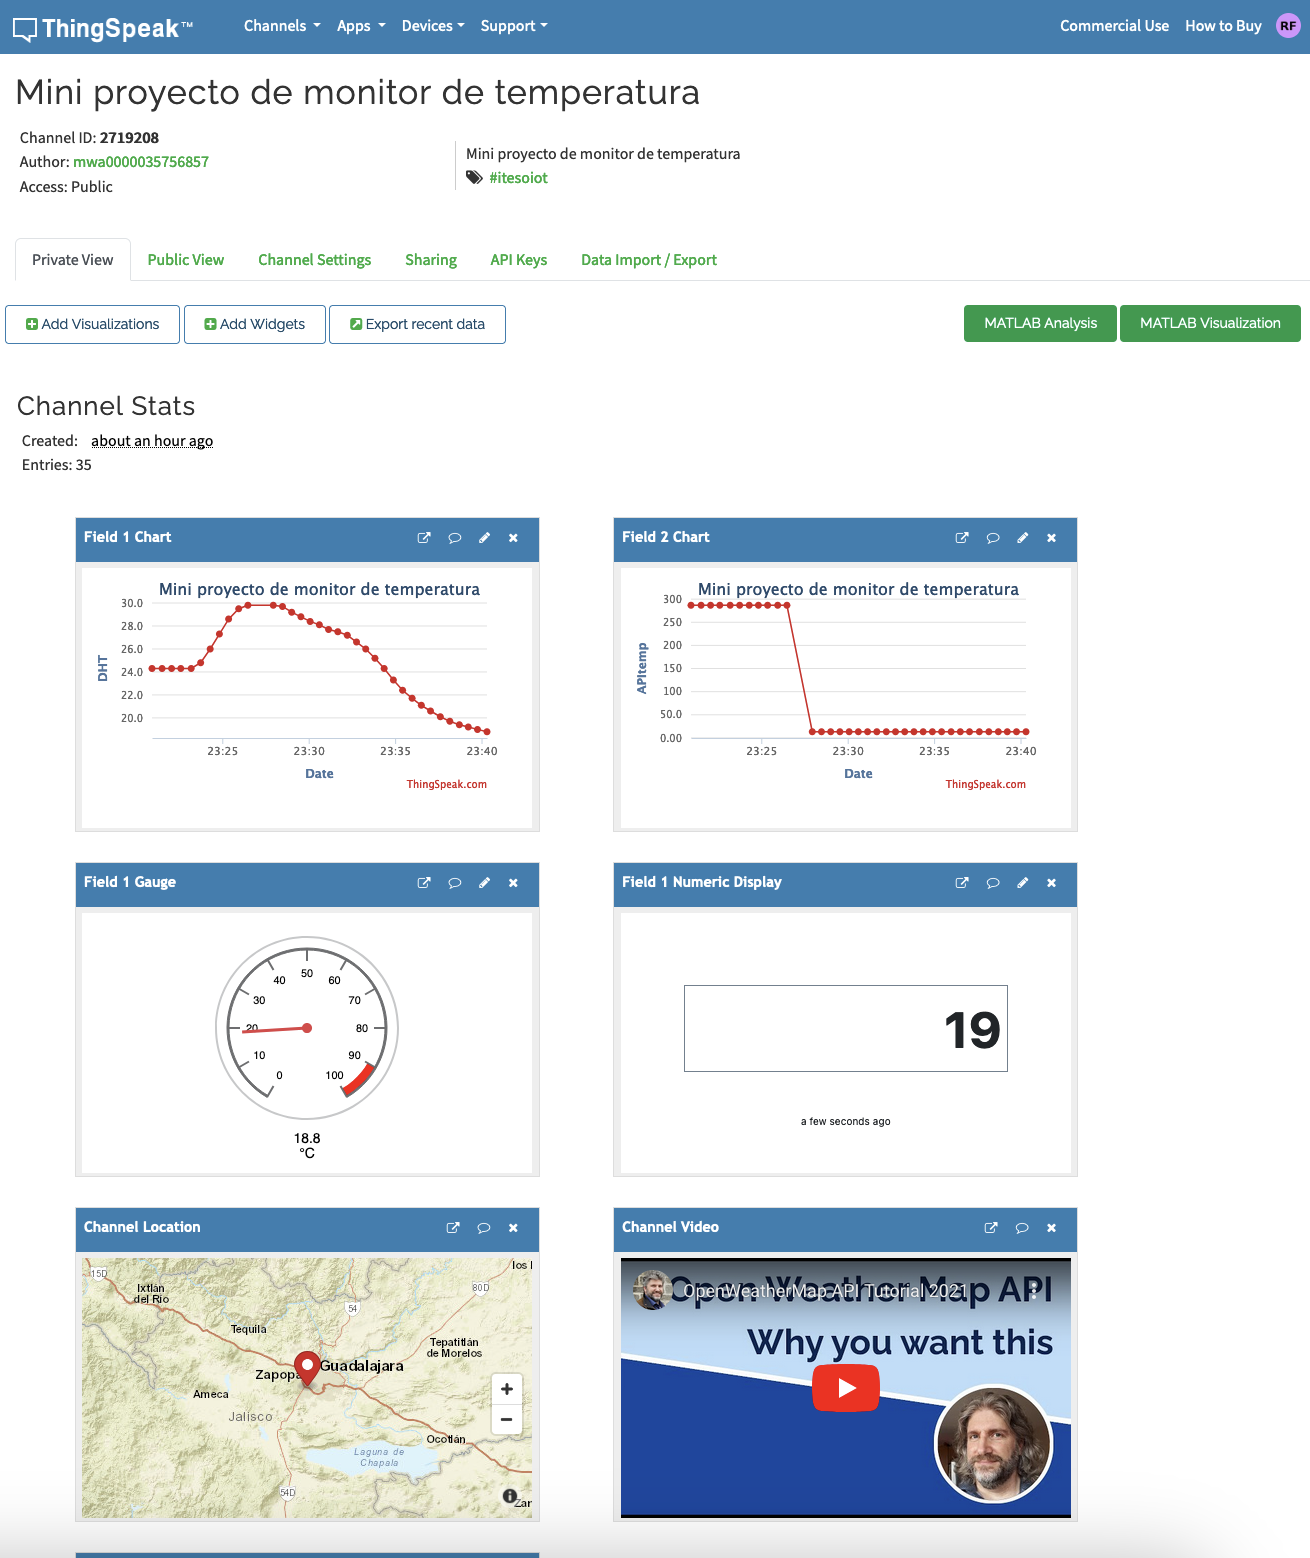 ThingSpeak™ Channels Apps Devices Support Commercial Use How to Buy RF
Mini proyecto de monitor de temperatura
Channel ID: 2719208
Author: mwa0000035756857
Access: Public
Mini proyecto de monitor de temperatura
#itesoiot
Private View Public View Channel Settings Sharing API Keys Data Import / Export
Add Visualizations Add Widgets Export recent data MATLAB Analysis MATLAB Visualization
Channel Stats
Created: about an hour ago
Entries: 35
Field 1 Chart
Mini proyecto de monitor de temperatura
30.0
28.0
26.0
24.0
22.0
20.0
DHT
23:25 23:30 23:35 23:40
Date
ThingSpeak.com
Field 2 Chart
Mini proyecto de monitor de temperatura
300
250
200
150
100
50.0
0.00
APItemp
23:25 23:30 23:35 23:40
Date
ThingSpeak.com
Field 1 Gauge
0 10 20 30 40 50 60 70 80 90 100
18.8
°C
Field 1 Numeric Display
19
a few seconds ago
Channel Location
15D
Ixtlán
del Río
los
80D
54
Tequila
Tepatitlán
de Morelos
Guadalajara
Zapopa
Ameca
Jalisco
Ocotlán
Laguna de
Chapala
54D
Zar
Channel Video
Open Weather Map API
OpenWeatherMap API Tutorial 2021
Why you want this